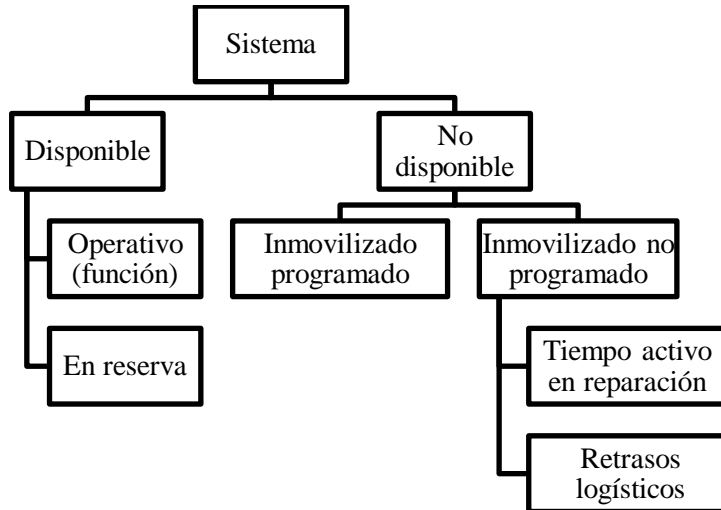 Sistema
Disponible
No
disponible
Operativo
(función)
Inmovilizado
programado
Inmovilizado no
programado
En reserva
Tiempo activo
en reparación
Retrasos
logísticos